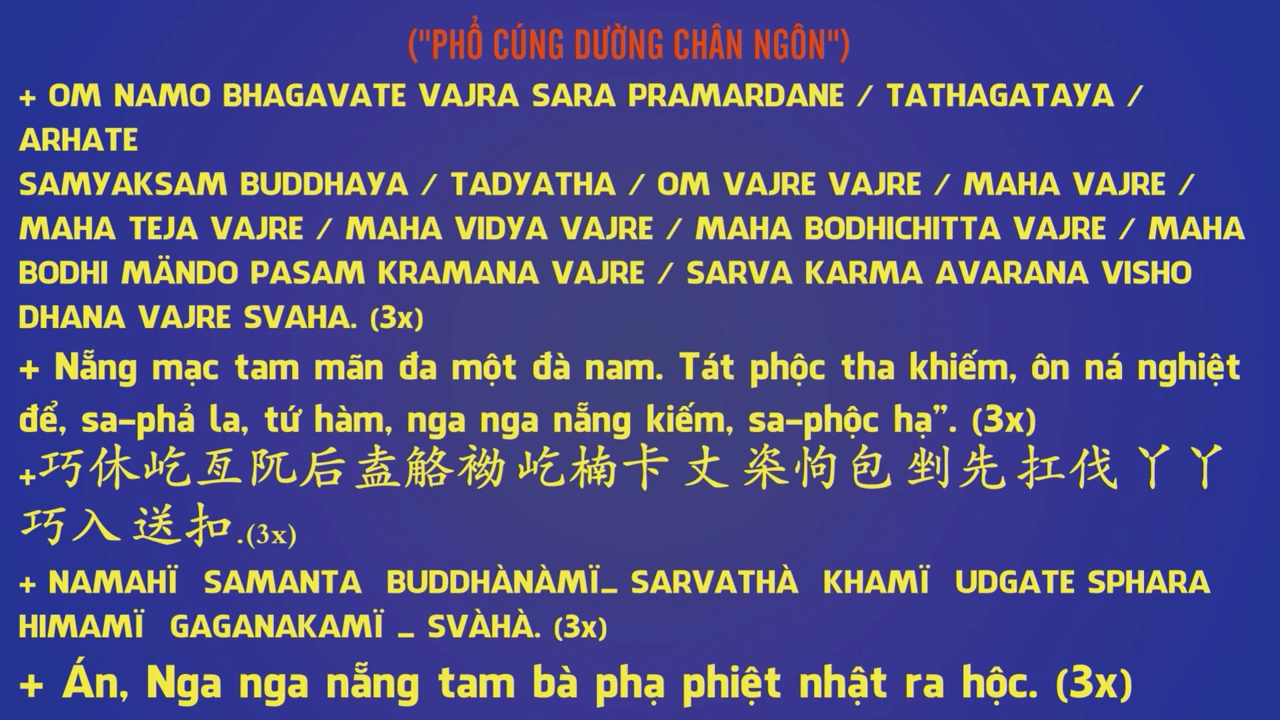 ("PHỔ CÚNG DƯỜNG CHÂN NGÔN")
+ OM NAMO BHAGAVATE VAJRA SARA PRAMARDANE / TATHAGATAYA /
ARHATE
SAMYAKSAM BUDDHAYA / TADYATHA / OM VAJRE VAJRE / MAHA VAJRE /
MAHA TEJA VAJRE / MAHA VIDYA VAJRE / MAHA BODHICHITTA VAJRE / MAHA
BODHI MÄNDO PASAM KRAMANA VAJRE / SARVA KARMA AVARANA VISHO
DHANA VAJRE SVAHA. (3x)
+ Nẵng mạc tam mãn đa một đà nam. Tát phộc tha khiếm, ôn ná nghiệt
để, sa-phả la, tứ hàm, nga nga nẵng kiếm, sa-phộc hạ”. (3x)
+巧休屹亙阢后盍觡袎屹楠卡丈 枀怐包 剉先扛伐丫丫
巧入送扣.(3x)
+ NAMAHÏ SAMANTA BUDDHÀNÀMÏ_ SARVATHÀ KHAMÏ UDGATE SPHARA
HIMAMÏ GAGANAKAMÏ _ SVÀHÀ. (3x)
+ Án, Nga nga nẵng tam bà phạ phiệt nhật ra hộc. (3x)